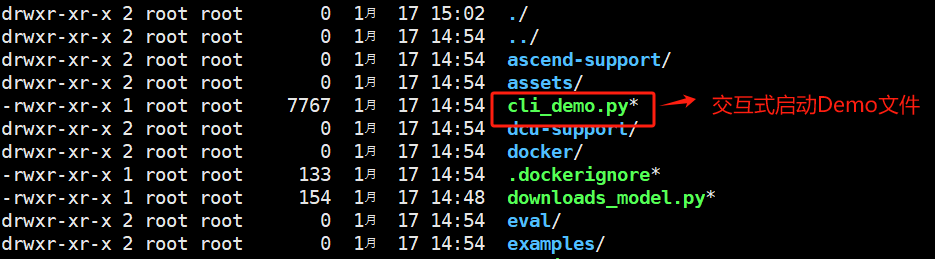 drwxr-xr-x 2 root root 0 1月 17 15:02 ./
drwxr-xr-x 2 root root 0 1月 17 14:54 ../
drwxr-xr-x 2 root root 0 1月 17 14:54 ascend-support/
drwxr-xr-x 2 root root 0 1月 17 14:54 assets/
-rwxr-xr-x 1 root root 7767 1月 17 14:54 cli_demo.py* 交互式启动Demo文件
drwxr-xr-x 2 root root 0 1月 17 14:54 dcu-support/
drwxr-xr-x 2 root root 0 1月 17 14:54 docker/
-rwxr-xr-x 1 root root 133 1月 17 14:54 .dockerignore*
-rwxr-xr-x 1 root root 154 1月 17 14:48 downloads_model.py*
drwxr-xr-x 2 root root 0 1月 17 14:54 eval/
drwxr-xr-x 2 root root 0 1月 17 14:54 examples/